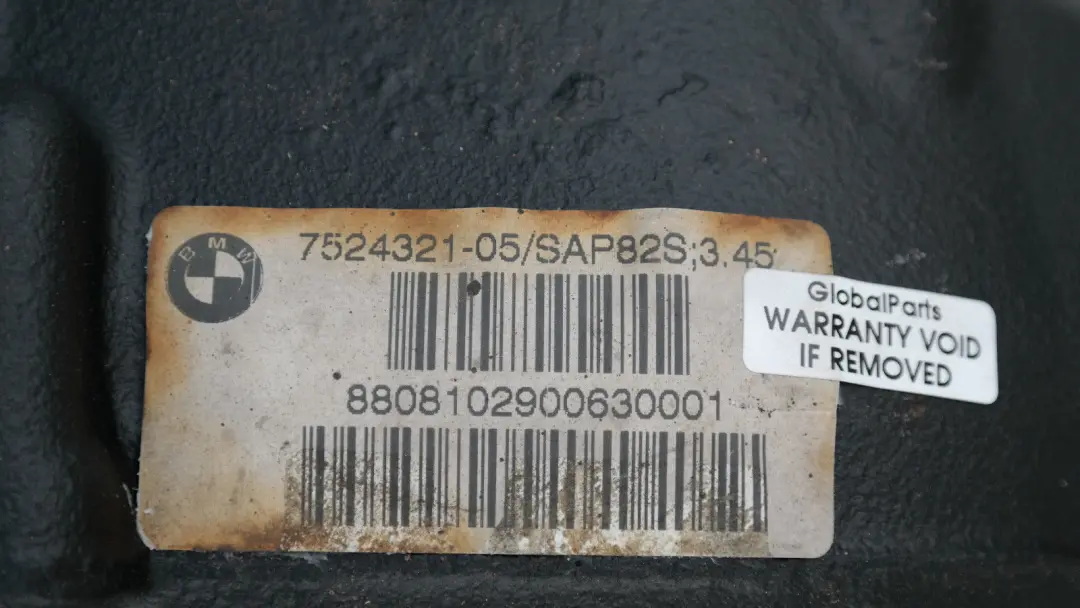 BMW
7524321-05/SAP82S;3.45
GlobalParts
WARRANTY VOID
IF REMOVED
8808102900630001